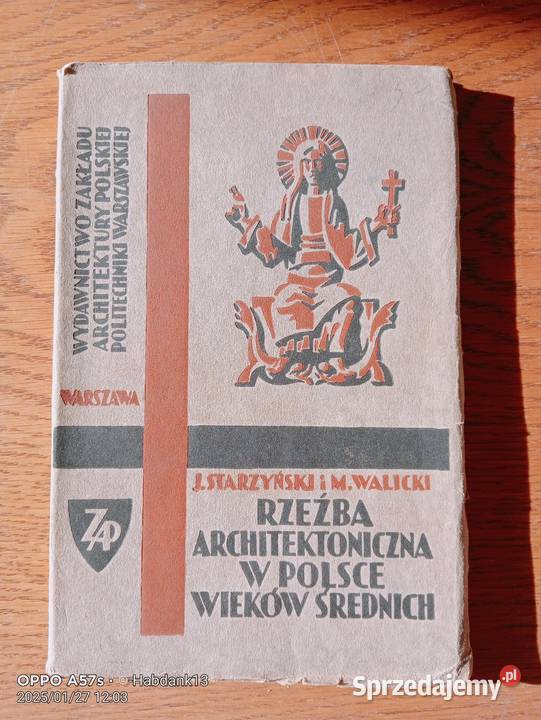 WYDAWNICTWO ZAKŁADU
ARCHITEKTURY POLSKIEJ
POLITECHNIKI WARSZAWSKIEJ
WARSZAWA
J. STARZYŃSKI i M. WALICKI
RZEŹBA
ARCHITEKTONICZNA
W POLSCE
WIEKÓW ŚREDNICH
ZAP
OPPO A57s · Habdank13
2025/01/27 12:03
Sprzedajemy.pl